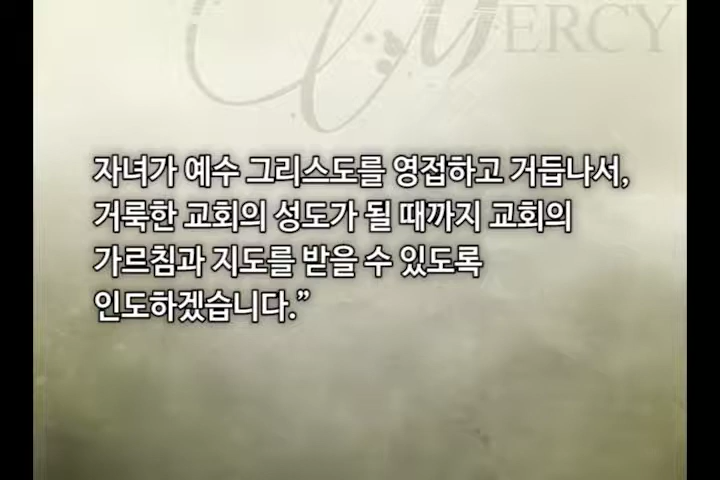 MERCY
자녀가 예수 그리스도를 영접하고 거듭나서,
거룩한 교회의 성도가 될 때까지 교회의
가르침과 지도를 받을 수 있도록
인도하겠습니다.”